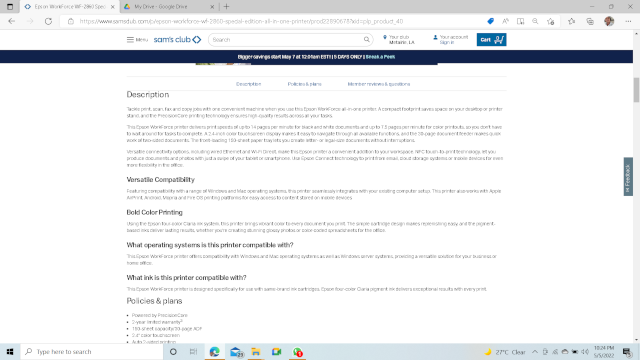 Epson WorkForce WF-2860 Speci
My Drive - Google Drive
https://www.samsclub.com/p/epson-workforce-wf-2860-special-edition-all-in-one-printer/prod22890678?xid=plp_product_40
Menu
sam's club
Search
Your club
Metairie, LA
Your account
Sign in
Cart
Bigger savings start May 7 at 12:01am EST! | 5 DAYS ONLY | Sneak a Peek
Description
Policies & plans
Member reviews & questions
Description
Tackle print, scan, fax and copy jobs with one convenient machine when you use this Epson WorkForce all-in-one printer. A compact footprint saves space on your desktop or printer
stand, and the PrecisionCore printing technology ensures high-quality results across all your tasks.
This Epson WorkForce printer delivers print speeds of up to 14 pages per minute for black and white documents and up to 7.5 pages per minute for color products, so you don't have
to wait around for tasks to complete. A 2.4-inch color touchscreen display makes it easy to navigate through all available functions, and the 30-page document feeder makes quick
work of two-sided documents. The front-loading 150-sheet paper tray lets you create letter- or legal-size documents without interruptions.
Versatile connectivity options, including wired Ethernet and Wi-Fi Direct, make this Epson printer a convenient addition to your workspace. NFC touch-to-print technology let you
produce documents and photos with just a swipe of your tablet or smartphone. Use Epson Connect technology to print from email, cloud storage systems or mobile devices for even
more flexibility in the office.
Versatile Compatibility
Featuring compatibility with a range of Windows and Mac operating systems, this printer seamlessly integrates with your existing computer setup. This printer also works with Apple
AirPrint, Android, Mopria and Fire OS printing platforms for easy access to content stored on mobile devices.
Bold Color Printing
Using the Epson four-color Claria ink system, this printer brings vibrant color to every document you print. The simple cartridge design makes replenishing easy and the pigment-
based inks deliver lasting results, whether you're creating stunning glossy photos or color-coded spreadsheets for the office.
What operating systems is this printer compatible with?
This Epson WorkForce printer offers compatibility with Windows and Mac operating systems as well as Windows server systems, providing a versatile solution for your business or
home office.
What ink is this printer compatible with?
This Epson WorkForce printer is designed specifically for use with same-brand ink cartridges. Epson four-color Claria pigment ink delivers exceptional results with every print.
Policies & plans
Powered by PrecisionCore
2-year limited warranty
150-sheet capacity/30-page ADF
2.4" color touchscreen
Auto 2-sided printing
Feedback
Type here to search
27°C Clear
10:24 PM
5/5/2022